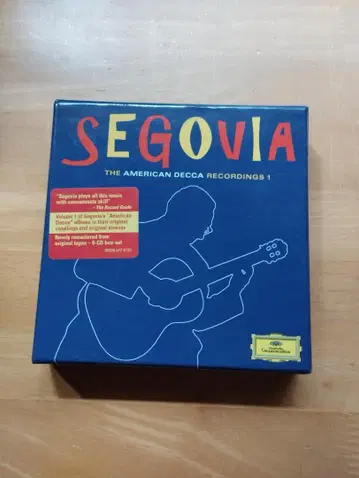 SEGOVIA
THE AMERICAN DECCA RECORDINGS 1
"Segovia plays all this music
with consummate skill"
— The Record Guide
Volume 1 of Segovia's "American
Decca" albums in their original
couplings and original sleeves
Newly remastered from
original tapes – 6-CD box set
Deutsche
Grammophon